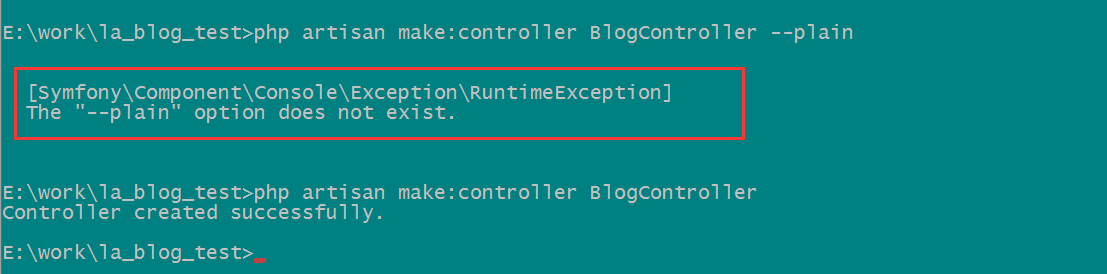 E:\work\la_blog_test>php artisan make:controller BlogController --plain
[Symfony\Component\Console\Exception\RuntimeException]
The "--plain" option does not exist.
E:\work\la_blog_test>php artisan make:controller BlogController
Controller created successfully.
E:\work\la_blog_test>